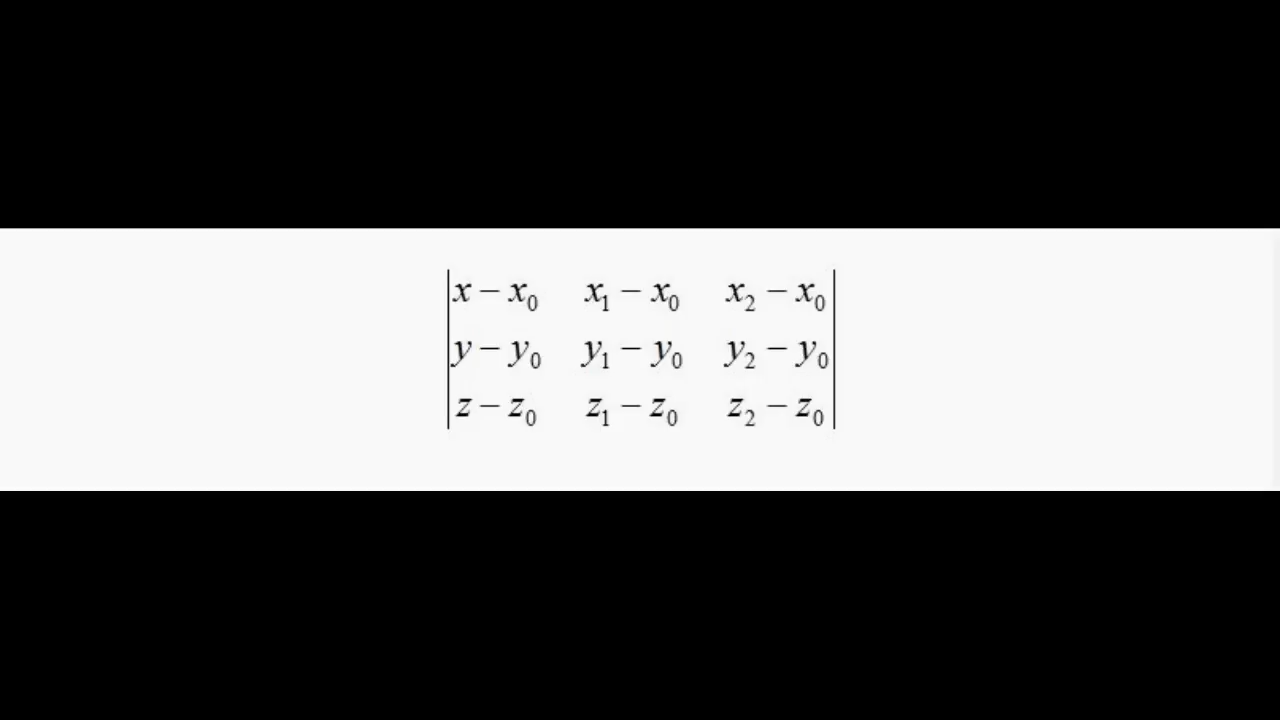 |x − x₀ x₁ − x₀ x₂ − x₀|
|y − y₀ y₁ − y₀ y₂ − y₀|
|z − z₀ z₁ − z₀ z₂ − z₀|